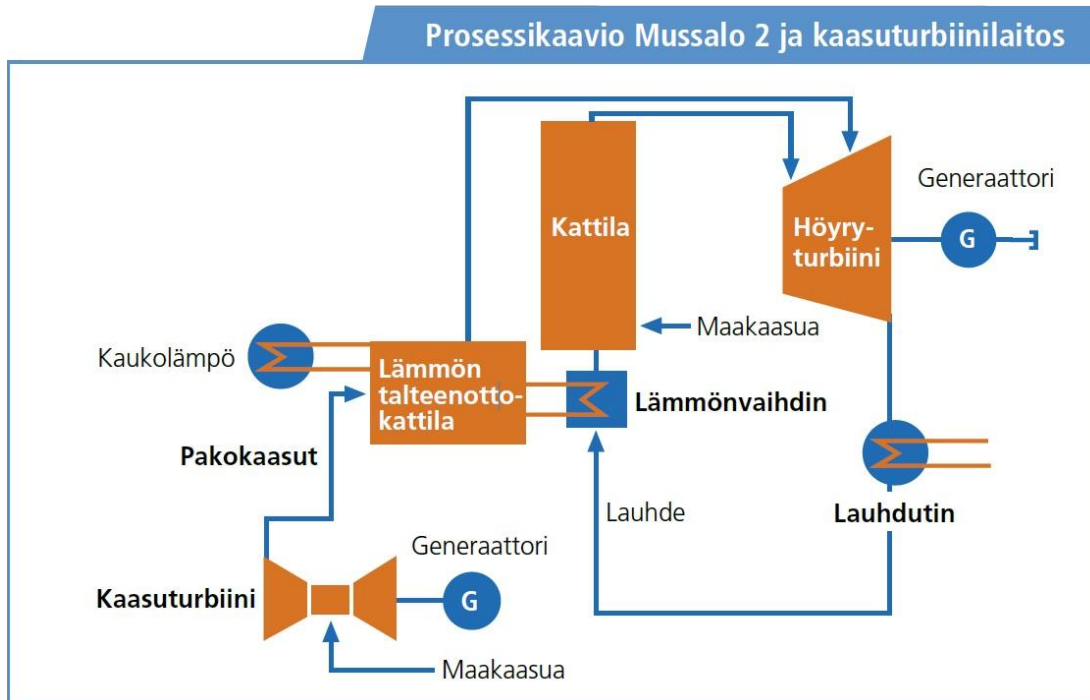 Prosessikaavio Mussalo 2 ja kaasuturbiinilaitos
Generaattori
Kattila
Höyry-
turbiini
G
Maakaasua
Kaukolämpö
Lämmön
talteenotto-
kattila
Lämmönvaihdin
Pakokaasut
Lauhde
Lauhdutin
Generaattori
Kaasuturbiini
G
Maakaasua